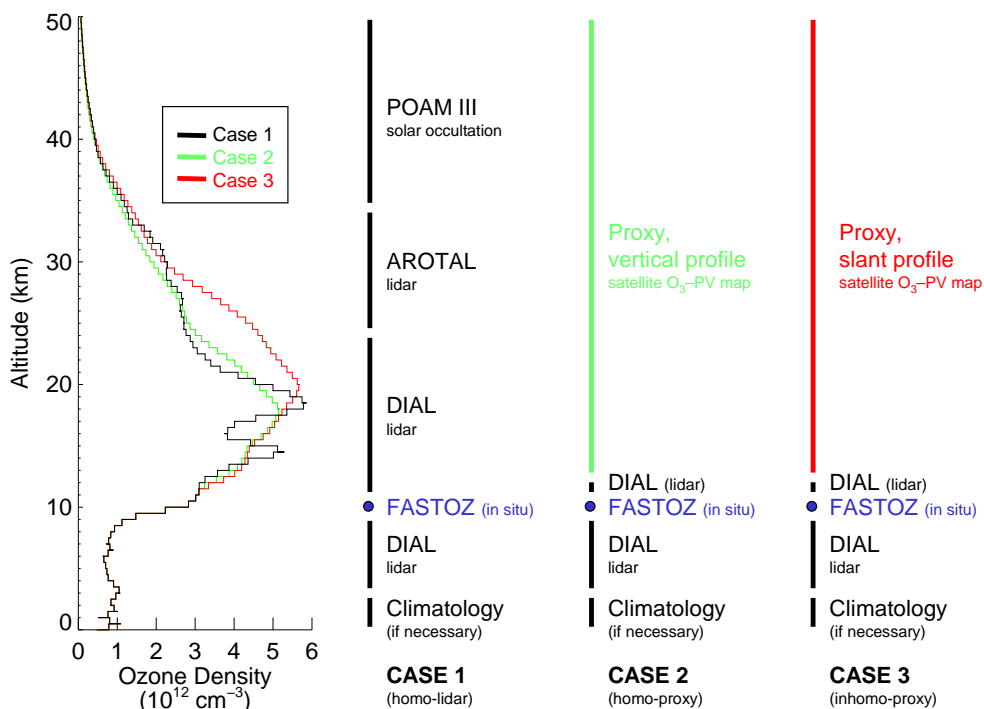 50
40
30
20
10
0
Altitude (km)
0
1
2
3
4
5
6
Ozone Density
(10¹² cm⁻³)
Case 1
Case 2
Case 3
POAM III
solar occultation
AROTAL
lidar
DIAL
lidar
FASTOZ (in situ)
DIAL
lidar
Climatology
(if necessary)
CASE 1
(homo-lidar)
Proxy,
vertical profile
satellite O₃–PV map
DIAL (lidar)
FASTOZ (in situ)
DIAL
lidar
Climatology
(if necessary)
CASE 2
(homo-proxy)
Proxy,
slant profile
satellite O₃–PV map
DIAL (lidar)
FASTOZ (in situ)
DIAL
lidar
Climatology
(if necessary)
CASE 3
(inhomo-proxy)